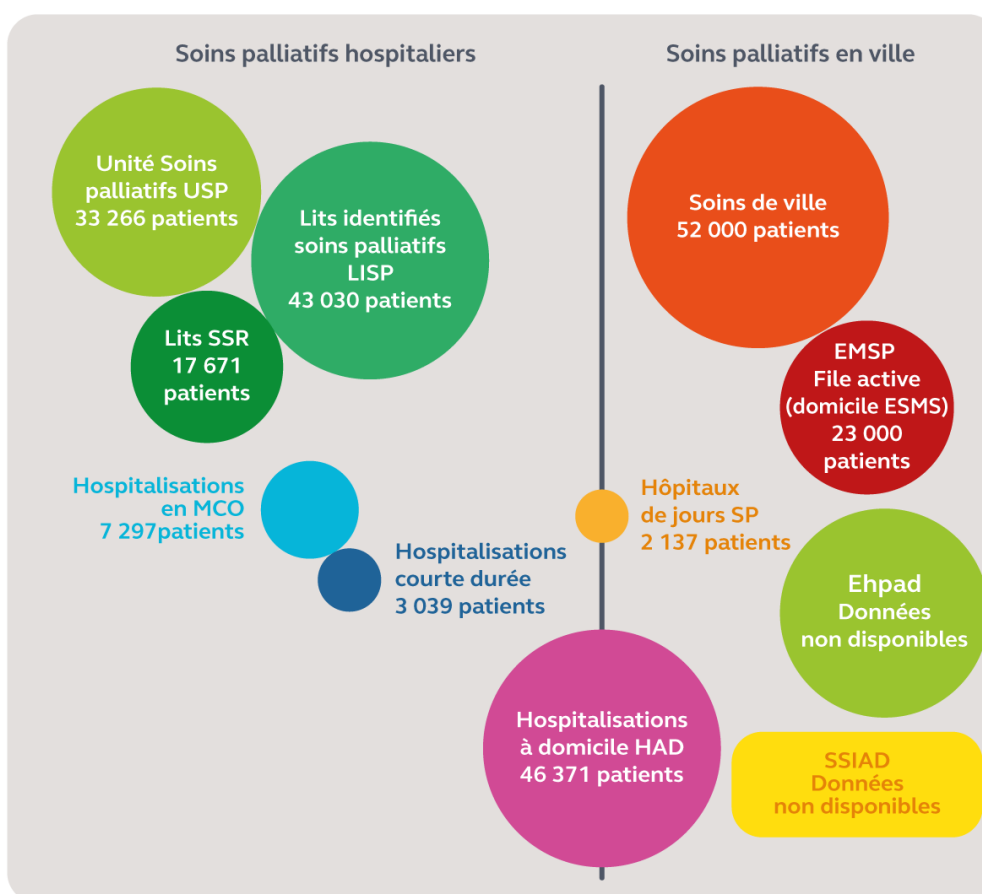 Soins palliatifs hospitaliers
Unité Soins
palliatifs USP
33 266 patients
Lits identifiés
soins palliatifs
LISP
43 030 patients
Lits SSR
17 671
patients
Hospitalisations
en MCO
7 297patients
Hospitalisations
courte durée
3 039 patients
Soins palliatifs en ville
Soins de ville
52 000 patients
EMSP
File active
(domicile ESMS)
23 000
patients
Hôpitaux
de jours SP
2 137 patients
Ehpad
Données
non disponibles
Hospitalisations
à domicile HAD
46 371 patients
SSIAD
Données
non disponibles